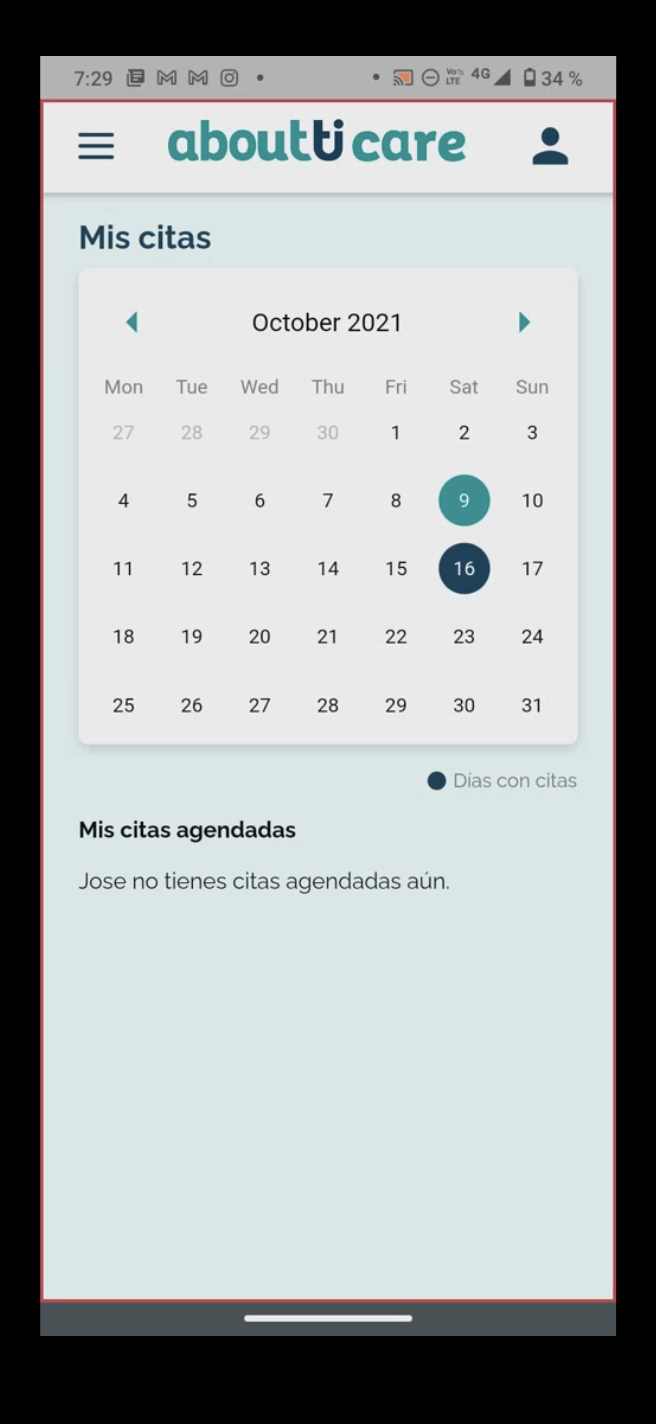 7:29 VoD LTE 4G 34 %
aboutti care
Mis citas
October 2021
Mon Tue Wed Thu Fri Sat Sun
27 28 29 30 1 2 3
4 5 6 7 8 9 10
11 12 13 14 15 16 17
18 19 20 21 22 23 24
25 26 27 28 29 30 31
Días con citas
Mis citas agendadas
Jose no tienes citas agendadas aún.